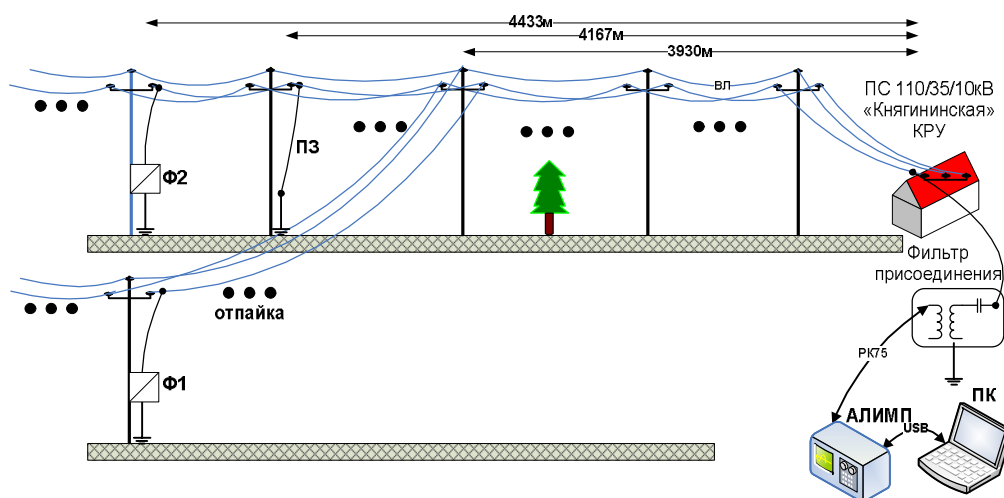 4433м
4167м
3930м
вл
ПС 110/35/10кВ
«Княгининская»
КРУ
ПЗ
Ф2
Фильтр
присоединения
отпайка
РК75
Ф1
АЛИМП
USB
ПК